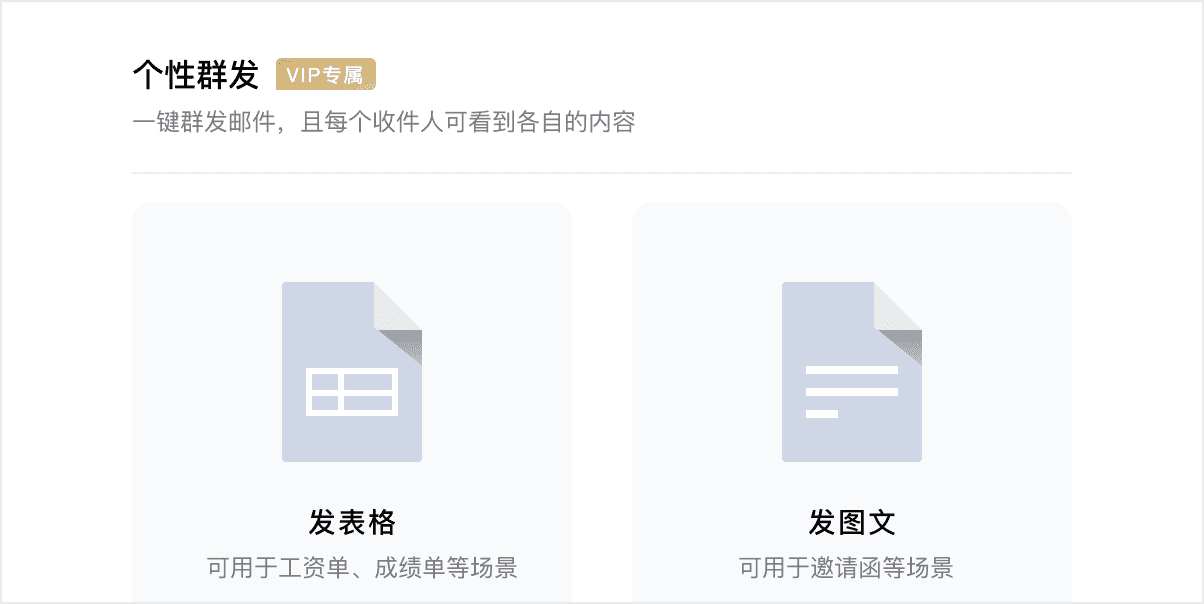 个性群发 VIP专属
一键群发邮件，且每个收件人可看到各自的内容
发表格
可用于工资单、成绩单等场景
发图文
可用于邀请函等场景